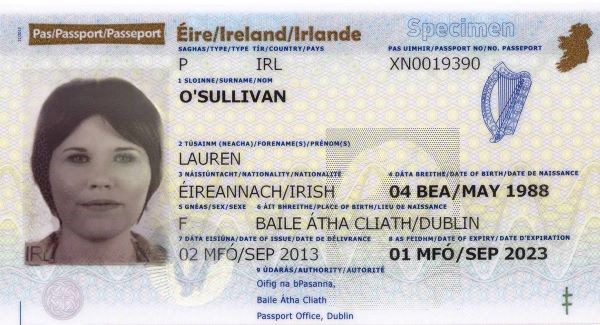 Pas/Passport/Passeport
Éire/Ireland/Irlande
Specimen
SAGHAS/TYPE/TYPE TÍR/COUNTRY/PAYS PAS UIMHIR/PASSPORT NO/NO. PASSEPORT
P IRL XN0019390
1 SLOINNE/SURNAME/NOM
O'SULLIVAN
2 TÚSAINM (NEACHA)/FORENAME(S)/PRÉNOM(S)
LAUREN
3 NÁISIÚNTACHT/NATIONALITY/NATIONALITÉ 4 DÁTA BREITHE/DATE OF BIRTH/DATE DE NAISSANCE
ÉIREANNACH/IRISH 04 BEA/MAY 1988
5 GNÉAS/SEX/SEXE 6 ÁIT BHREITHE/PLACE OF BIRTH/LIEU DE NAISSANCE
F BAILE ÁTHA CLIATH/DUBLIN
7 DÁTA EISIÚNA/DATE OF ISSUE/DATE DE DÉLIVRANCE 8 AS FEIDHM/DATE OF EXPIRY/DATE D'EXPIRATION
02 MFÓ/SEP 2013 01 MFÓ/SEP 2023
9 ÚDARÁS/AUTHORITY/AUTORITÉ
Oifig na bPasanna,
Baile Átha Cliath
Passport Office, Dublin
IRL